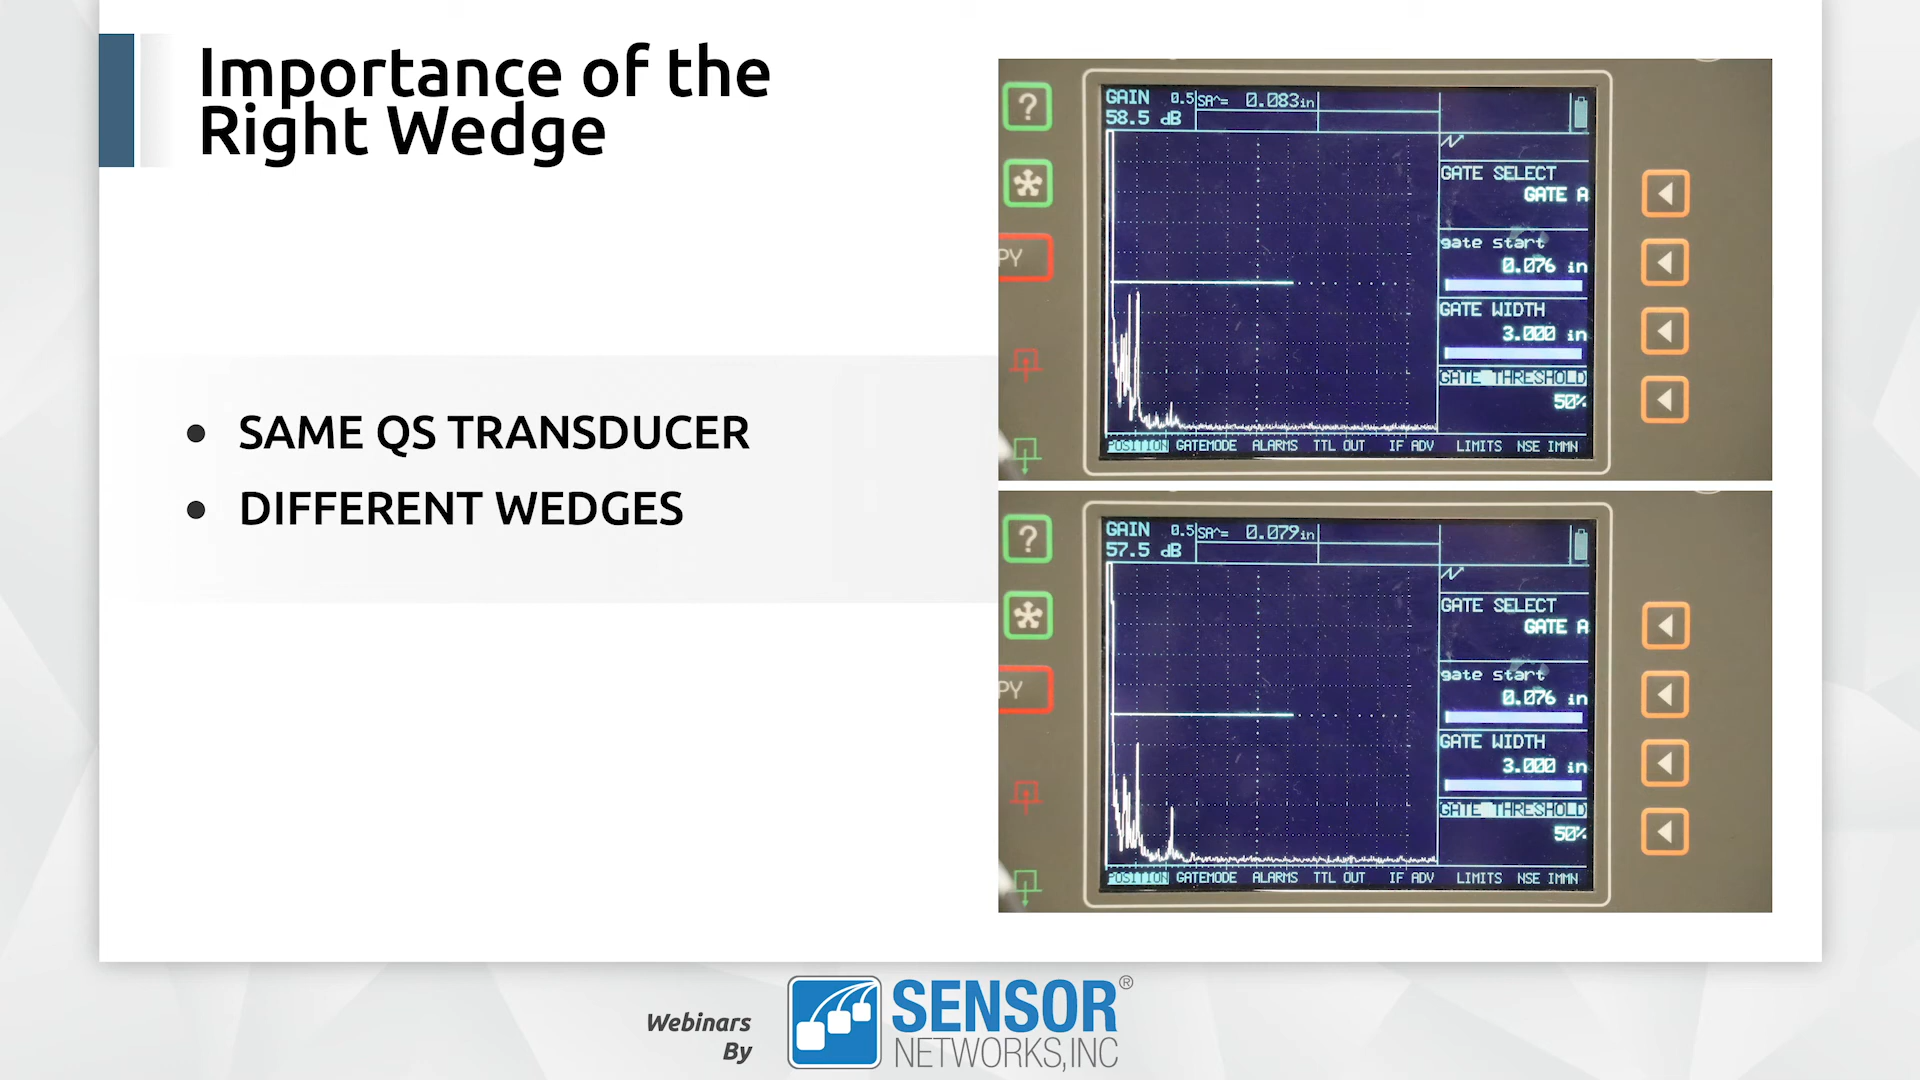 Importance of the
Right Wedge
• SAME QS TRANSDUCER
• DIFFERENT WEDGES
?
PY
GAIN 0.5 SA^= 0.083in
58.5 dB
GATE SELECT
GATE A
gate start
0.076 in
GATE WIDTH
3.000 in
GATE THRESHOLD
50%
POSITION GATEMODE ALARMS TTL OUT IF ADV LIMITS NSE IMMN
?
PY
GAIN 0.5 SA^= 0.079in
57.5 dB
GATE SELECT
GATE A
gate start
0.076 in
GATE WIDTH
3.000 in
GATE THRESHOLD
50%
POSITION GATEMODE ALARMS TTL OUT IF ADV LIMITS NSE IMMN
Webinars
By
SENSOR®
NETWORKS,INC